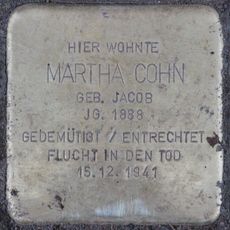 HIER WOHNTE
MARTHA COHN
GEB. JACOB
JG. 1888
GEDEMÜTIGT / ENTRECHTET
FLUCHT IN DEN TOD
15.12.1941